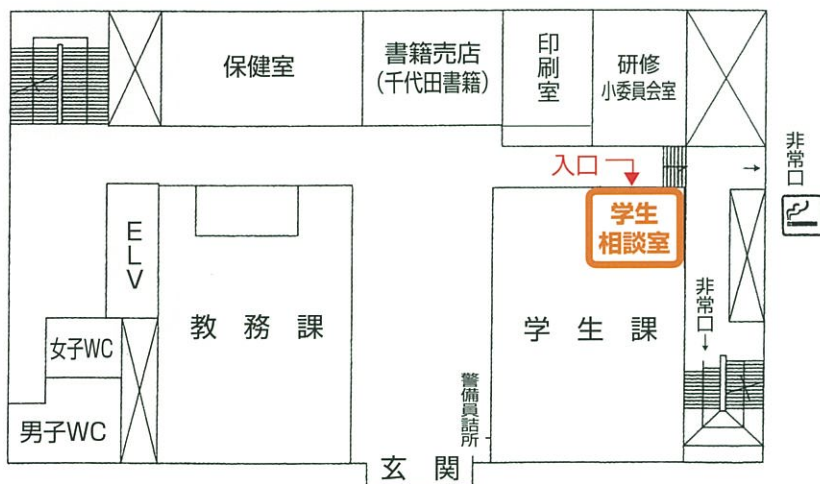 保健室
書籍売店
(千代田書籍)
印刷室
研修
小委員会室
非常口
入口
学生
相談室
ELV
教務課
学生課
非常口
女子WC
男子WC
警備員詰所
玄関